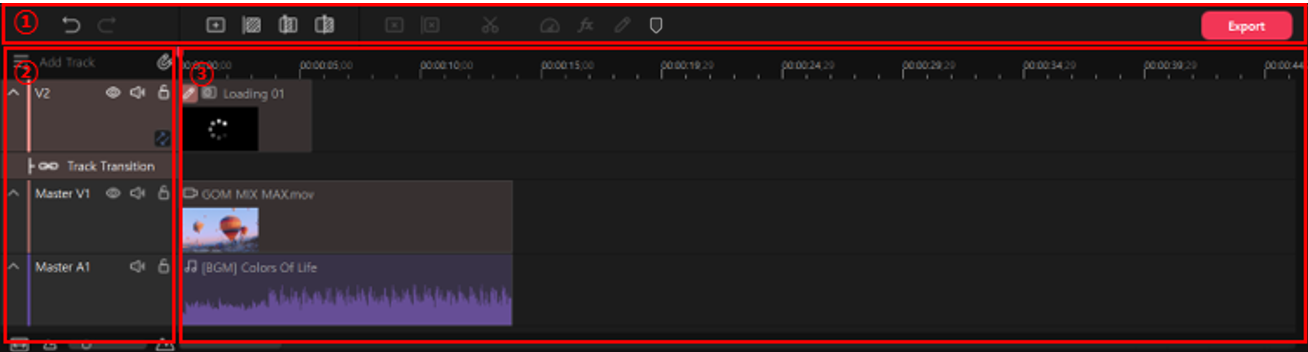 ① Export
② Add Track ③ 00:00:00;00 00:00:05;00 00:00:10;00 00:00:15;00 00:00:19;29 00:00:24;29 00:00:29;29 00:00:34;29 00:00:39;29 00:00:44
V2 Loading 01
Track Transition
Master V1 GOM MIX MAX.mov
Master A1 [BGM] Colors Of Life